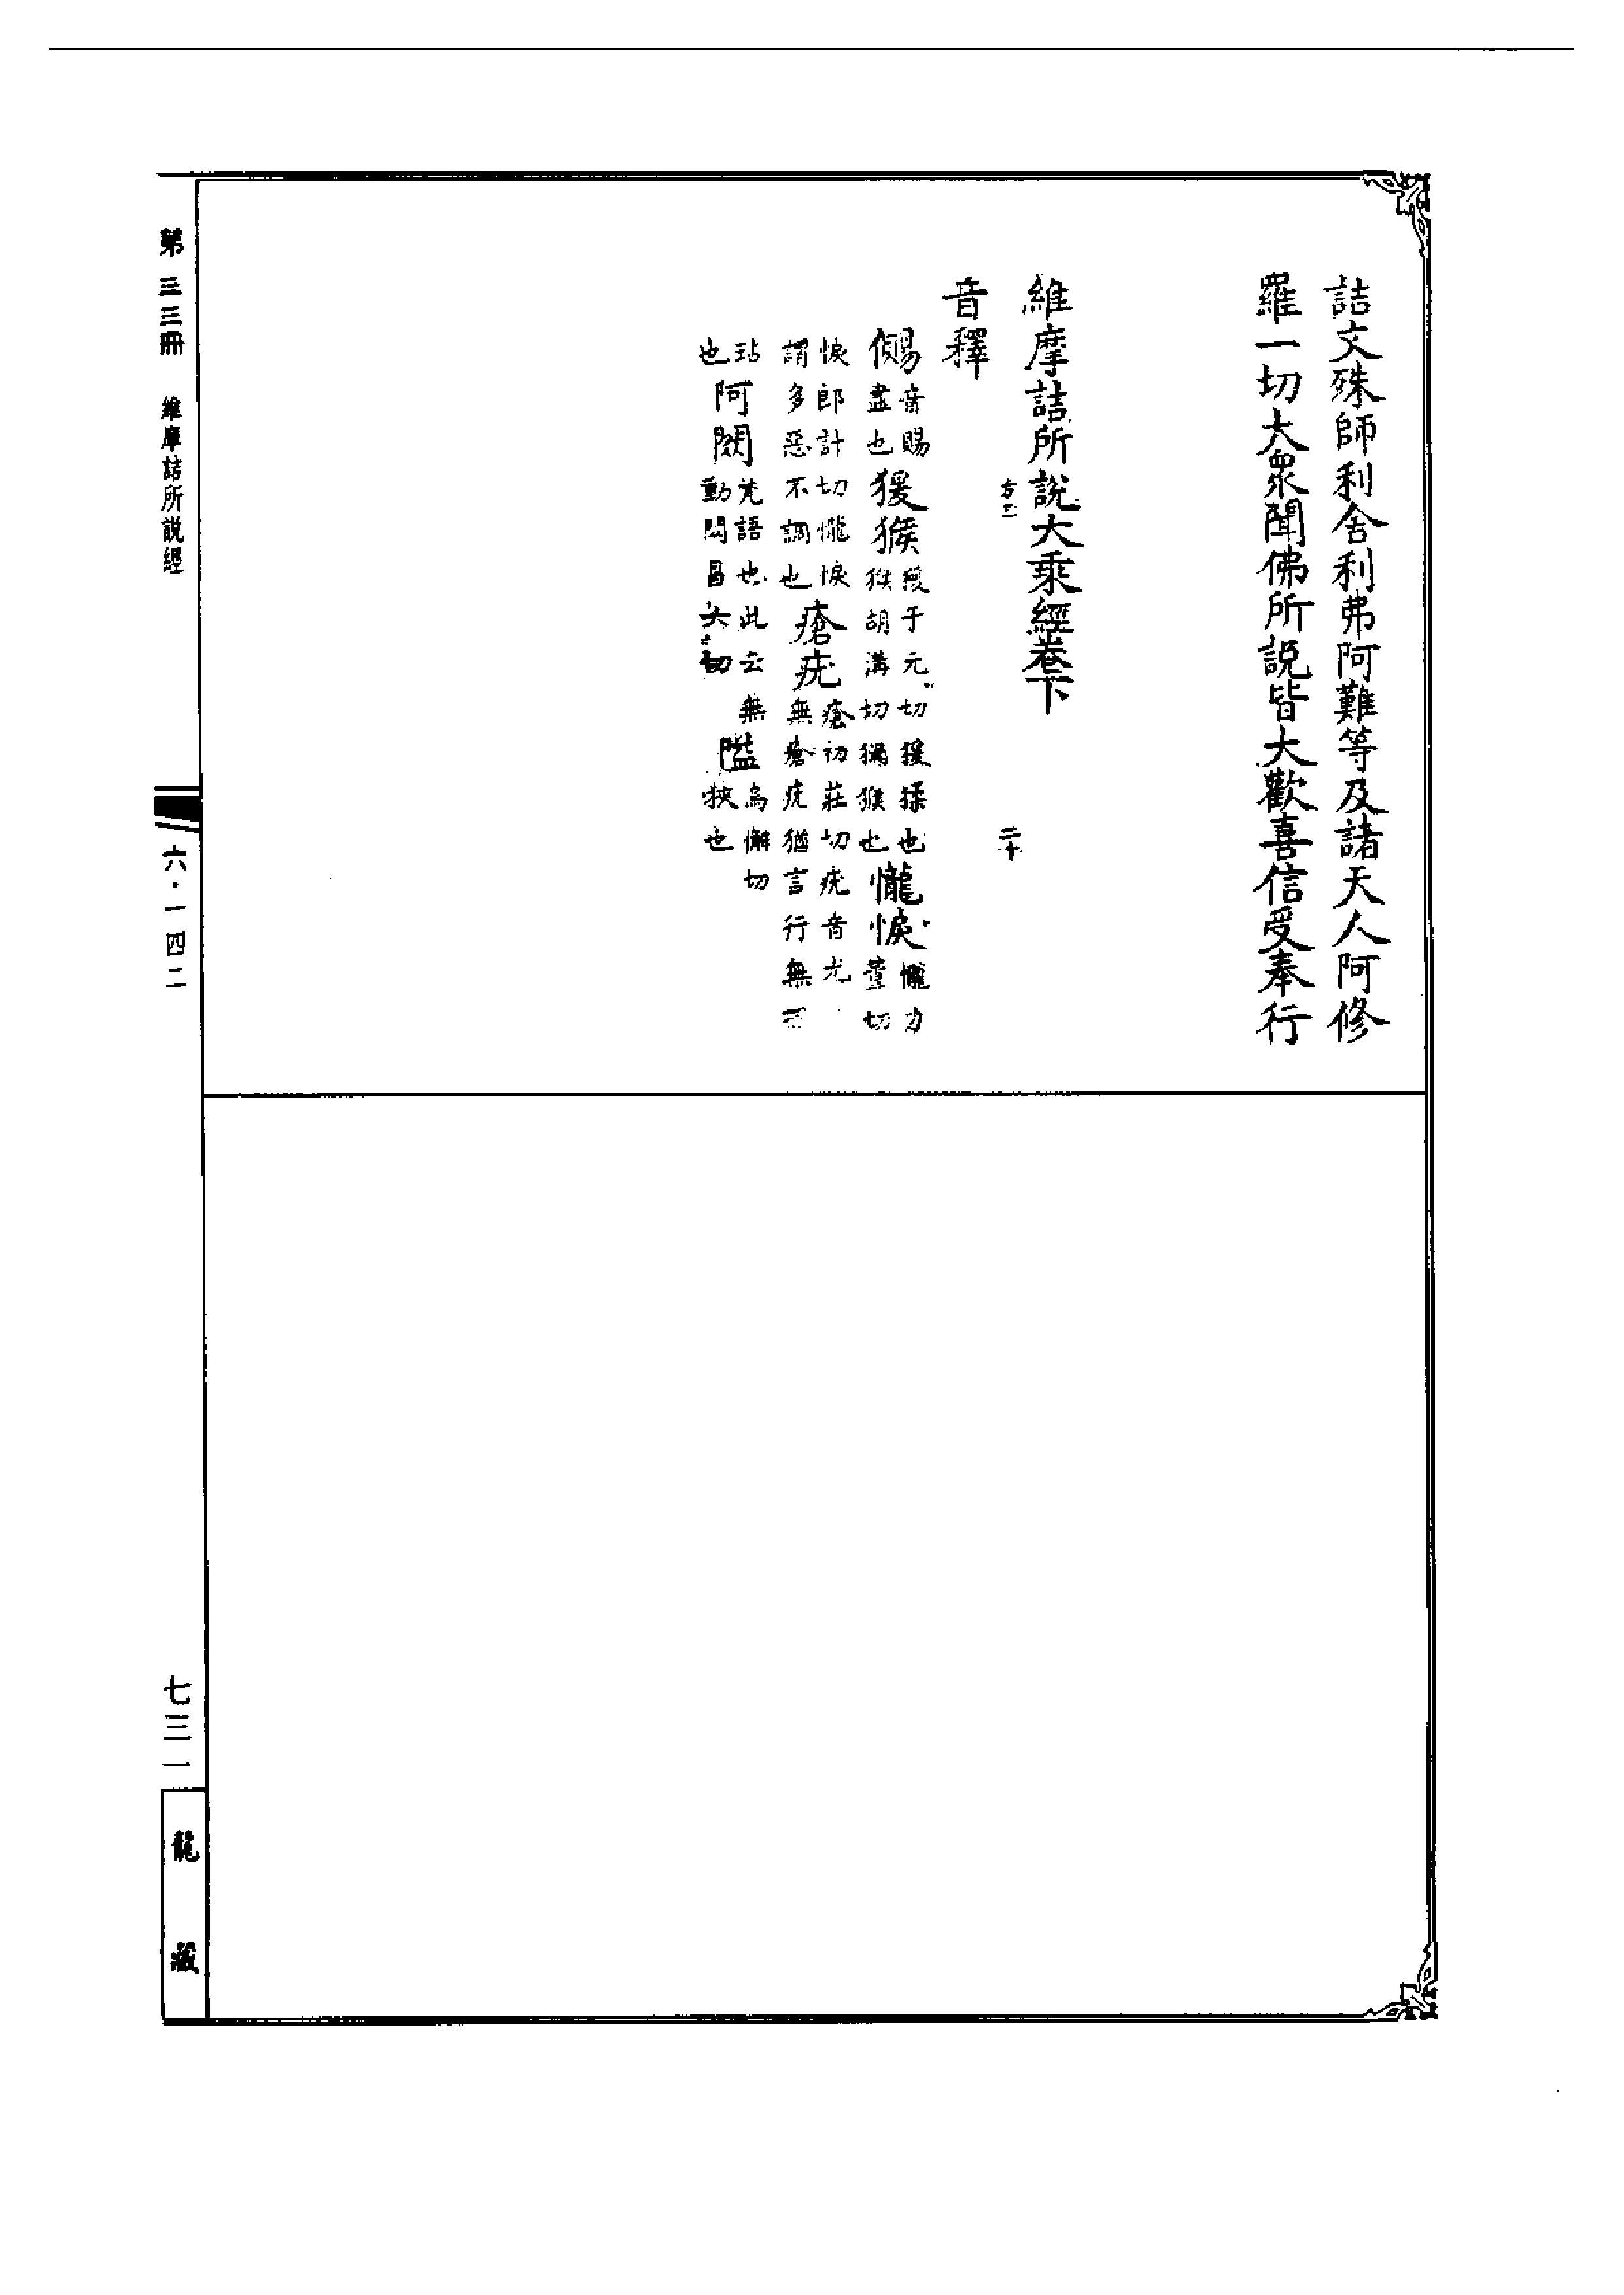 詰文殊師利舍利弗阿難等及諸天人阿修
羅一切大衆聞佛所説皆大歡喜信受奉行
維摩詰所說大乘經卷下
二十
音釋
儩音賜盡也猨猴猨于元切猨猱也猴胡溝切獼猴也儱悷儱力董切
悷郎計切儱悷謂多惡不調也瘡疣瘡初莊切疣音尤無瘡疣猶言行無
玷也阿閦梵語也此云無動閦昌六切隘烏懈切狹也
第三三冊 維摩詰所說經
六·一四二
七三一
龍藏